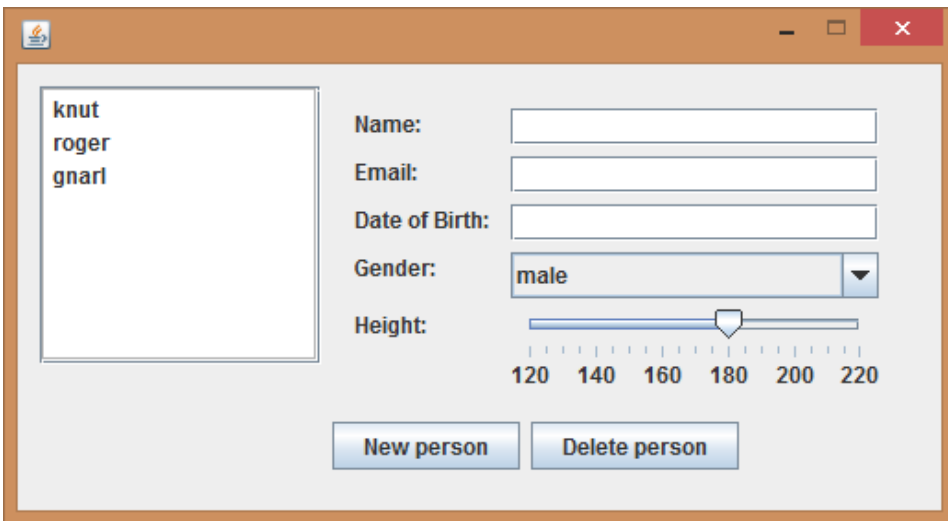 knut
roger
gnarl
Name:
Email:
Date of Birth:
Gender:
male
Height:
120 140 160 180 200 220
New person
Delete person